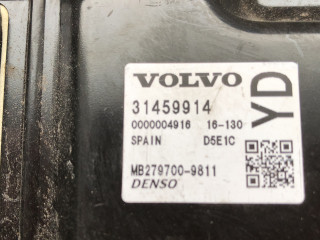 VOLVO
31459914
YD
0000004916 16-130
SPAIN D5E1C
MB279700-9811
DENSO